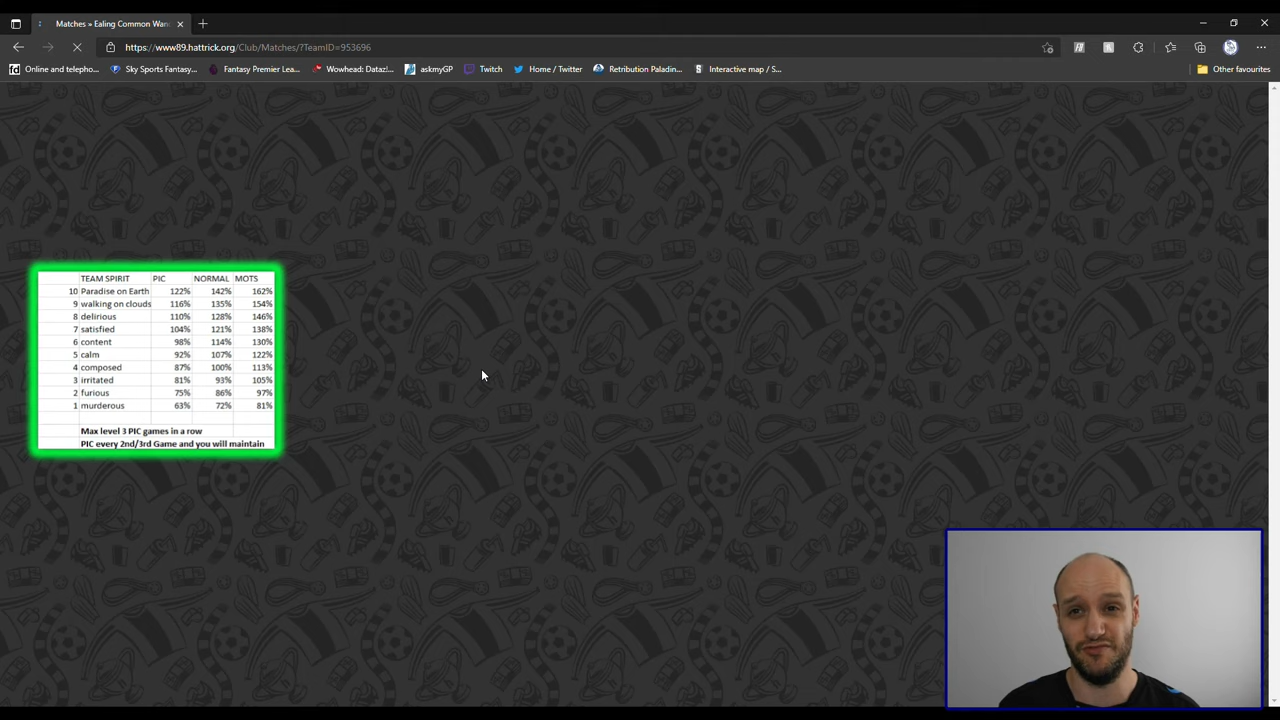 Matches » Ealing Common Wan
https://www89.hattrick.org/Club/Matches/?TeamID=953696
Online and telepho... Sky Sports Fantasy... Fantasy Premier Lea... Wowhead: Dataz!... askmyGP Twitch Home / Twitter Retribution Paladin... Interactive map / S... Other favourites
TEAM SPIRIT PIC NORMAL MOTS
10 Paradise on Earth 122% 142% 162%
9 walking on clouds 116% 135% 154%
8 delirious 110% 128% 146%
7 satisfied 104% 121% 138%
6 content 98% 114% 130%
5 calm 92% 107% 122%
4 composed 87% 100% 113%
3 irritated 81% 93% 105%
2 furious 75% 86% 97%
1 murderous 63% 72% 81%
Max level 3 PIC games in a row
PIC every 2nd/3rd Game and you will maintain